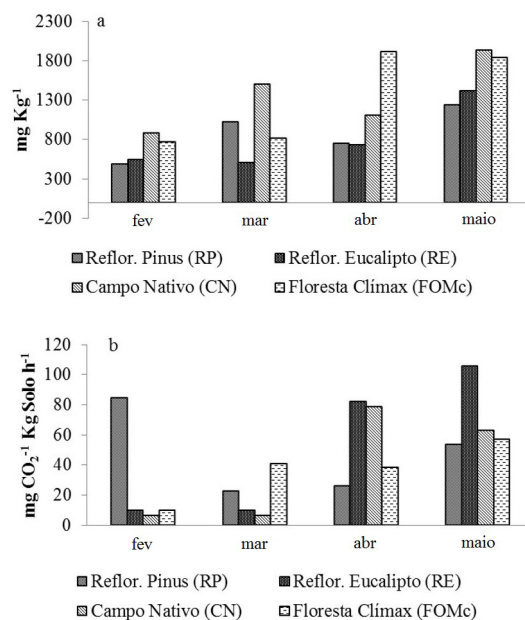 a
2300
1800
1300
800
300
-200
mg Kg-1
fev mar abr maio
Reflor. Pinus (RP) Reflor. Eucalipto (RE)
Campo Nativo (CN) Floresta Clímax (FOMc)
b
120
100
80
60
40
20
0
mg CO2-1 Kg Solo h-1
fev mar abr maio
Reflor. Pinus (RP) Reflor. Eucalipto (RE)
Campo Nativo (CN) Floresta Clímax (FOMc)